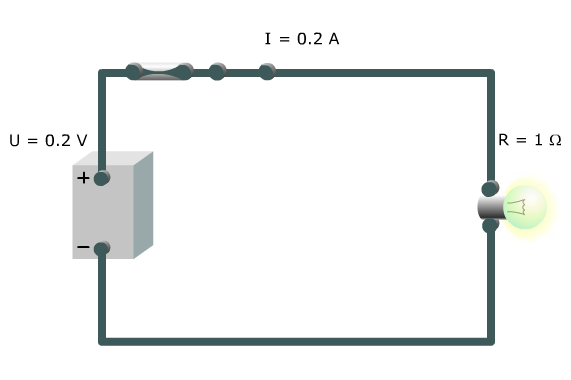 I = 0.2 A
U = 0.2 V
R = 1 Ω
+
−